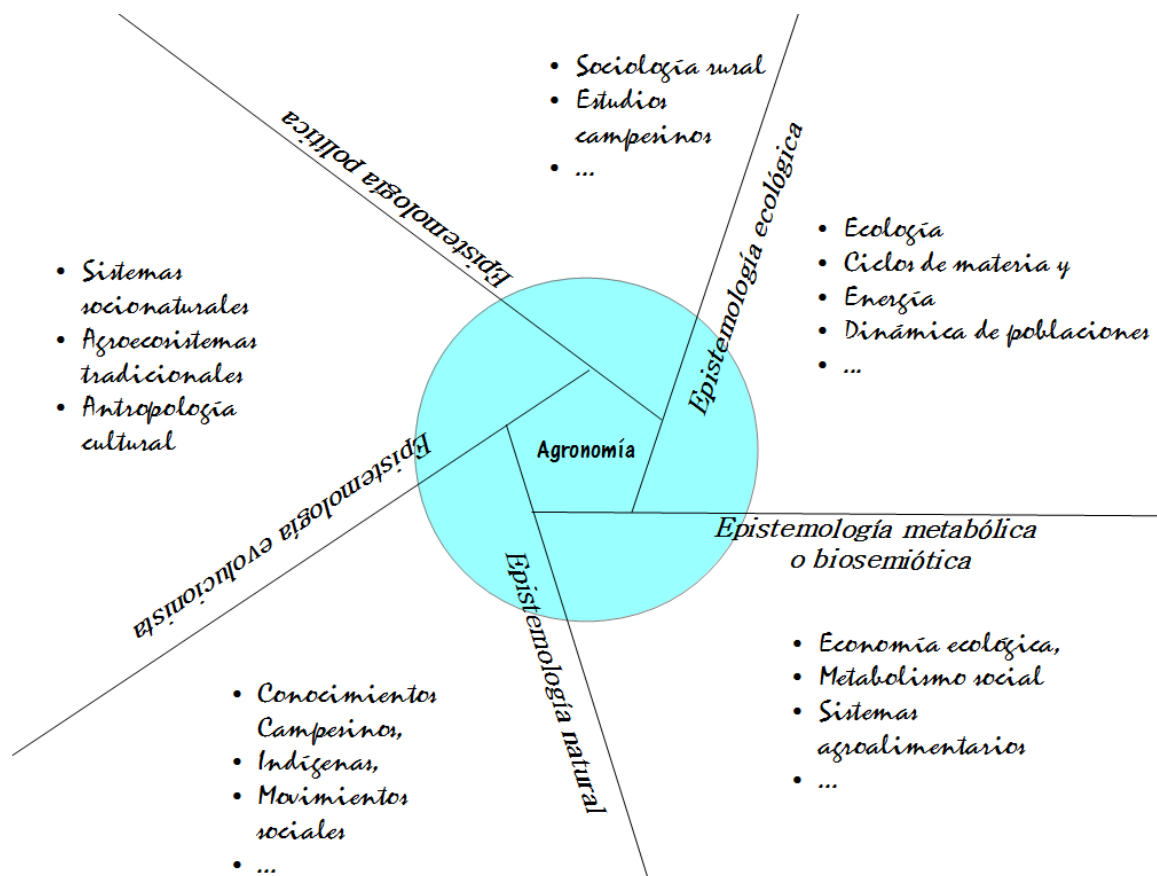 • Sociología rural
• Estudios
campesinos
• ...
Epistemología política
Epistemología ecológica
• Ecología
• Ciclos de materia y
• Energía
• Dinámica de poblaciones
• ...
• Sistemas
socionaturales
• Agroecosistemas
tradicionales
• Antropología
cultural
Agronomía
Epistemología evolucionista
Epistemología metabólica
o biosemiótica
Epistemología natural
• Economía ecológica,
• Metabolismo social
• Sistemas
agroalimentarios
• ...
• Conocimientos
Campesinos,
• Indígenas,
• Movimientos
sociales
• ...